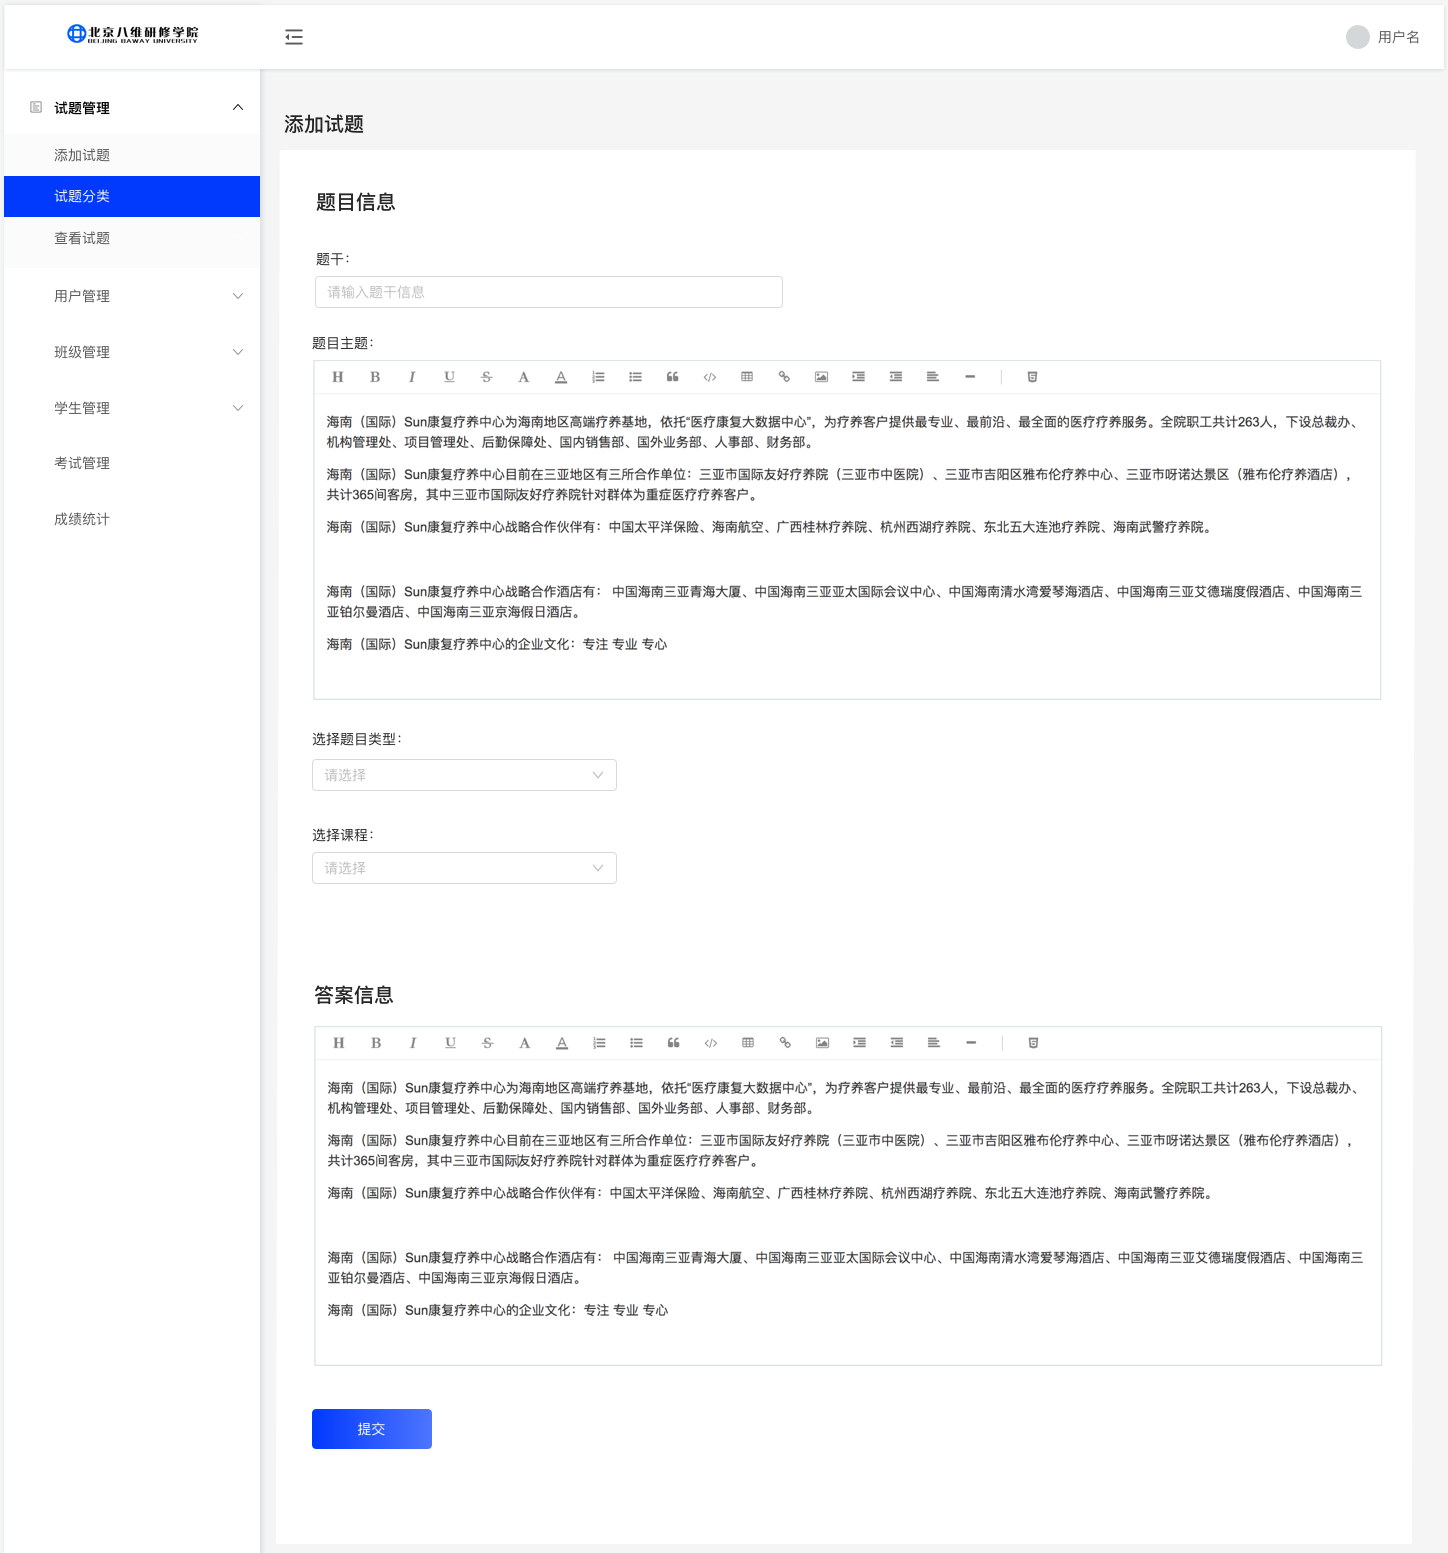 北京八维研修学院
BEIJING BAWAY UNIVERSITY
用户名
试题管理
添加试题
试题分类
查看试题
用户管理
班级管理
学生管理
考试管理
成绩统计
添加试题
题目信息
题干：
请输入题干信息
题目主题：
H B I U S A A
海南（国际）Sun康复疗养中心为海南地区高端疗养基地，依托“医疗康复大数据中心”，为疗养客户提供最专业、最前沿、最全面的医疗疗养服务。全院职工共计263人，下设总裁办、
机构管理处、项目管理处、后勤保障处、国内销售部、国外业务部、人事部、财务部。
海南（国际）Sun康复疗养中心目前在三亚地区有三所合作单位：三亚市国际友好疗养院（三亚市中医院）、三亚市吉阳区雅布伦疗养中心、三亚市呀诺达景区（雅布伦疗养酒店），
共计365间客房，其中三亚市国际友好疗养院针对群体为重症医疗疗养客户。
海南（国际）Sun康复疗养中心战略合作伙伴有：中国太平洋保险、海南航空、广西桂林疗养院、杭州西湖疗养院、东北五大连池疗养院、海南武警疗养院。
海南（国际）Sun康复疗养中心战略合作酒店有： 中国海南三亚青海大厦、中国海南三亚亚太国际会议中心、中国海南清水湾爱琴海酒店、中国海南三亚艾德瑞度假酒店、中国海南三
亚铂尔曼酒店、中国海南三亚京海假日酒店。
海南（国际）Sun康复疗养中心的企业文化：专注 专业 专心
选择题目类型：
请选择
选择课程：
请选择
答案信息
H B I U S A A
海南（国际）Sun康复疗养中心为海南地区高端疗养基地，依托“医疗康复大数据中心”，为疗养客户提供最专业、最前沿、最全面的医疗疗养服务。全院职工共计263人，下设总裁办、
机构管理处、项目管理处、后勤保障处、国内销售部、国外业务部、人事部、财务部。
海南（国际）Sun康复疗养中心目前在三亚地区有三所合作单位：三亚市国际友好疗养院（三亚市中医院）、三亚市吉阳区雅布伦疗养中心、三亚市呀诺达景区（雅布伦疗养酒店），
共计365间客房，其中三亚市国际友好疗养院针对群体为重症医疗疗养客户。
海南（国际）Sun康复疗养中心战略合作伙伴有：中国太平洋保险、海南航空、广西桂林疗养院、杭州西湖疗养院、东北五大连池疗养院、海南武警疗养院。
海南（国际）Sun康复疗养中心战略合作酒店有： 中国海南三亚青海大厦、中国海南三亚亚太国际会议中心、中国海南清水湾爱琴海酒店、中国海南三亚艾德瑞度假酒店、中国海南三
亚铂尔曼酒店、中国海南三亚京海假日酒店。
海南（国际）Sun康复疗养中心的企业文化：专注 专业 专心
提交